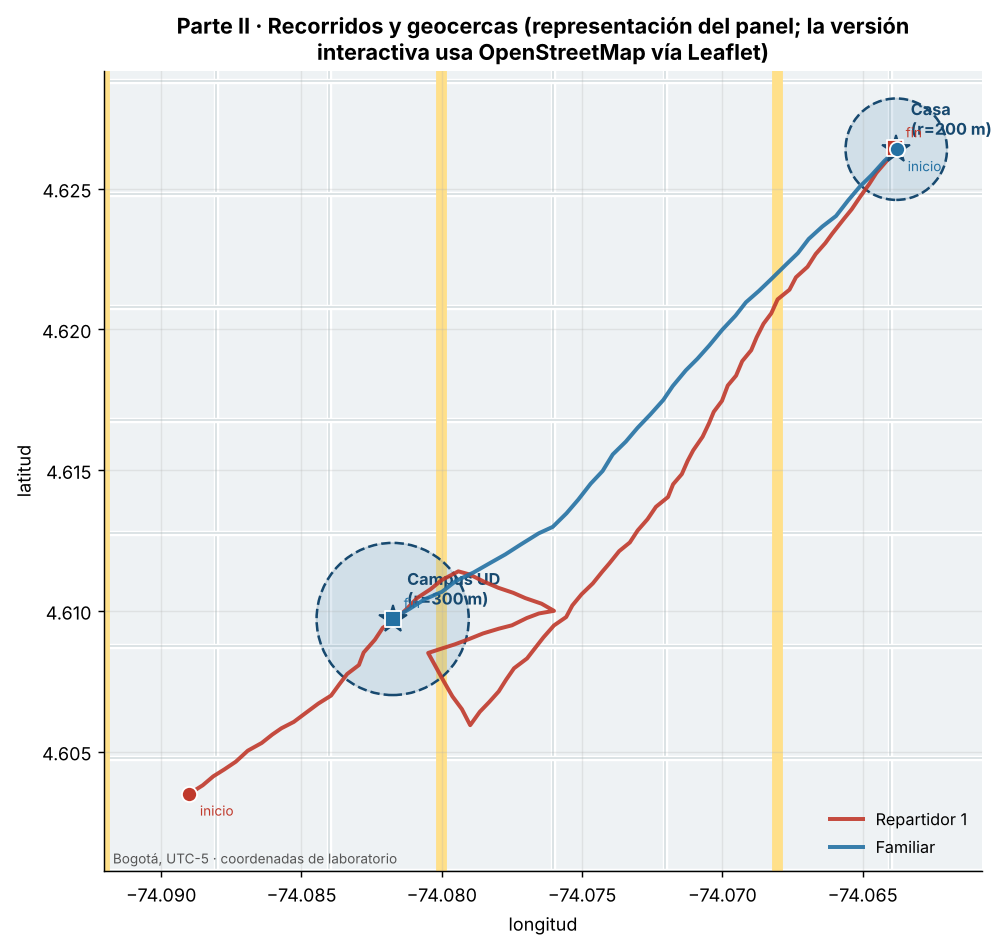 Parte II · Recorridos y geocercas (representación del panel; la versión
interactiva usa OpenStreetMap vía Leaflet)
Casa
(r=200 m)
fin
inicio
4.625
4.620
4.615
4.610
4.605
latitud
Campus UD
(r=300 m)
inicio
Repartidor 1
Familiar
Bogotá, UTC-5 · coordenadas de laboratorio
−74.090
−74.085
−74.080
−74.075
−74.070
−74.065
longitud